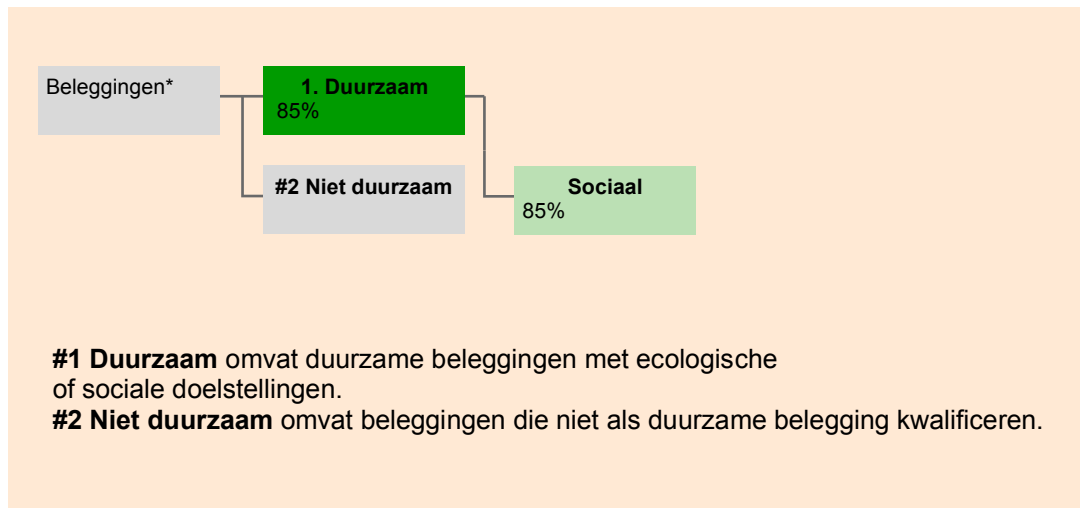 Beleggingen*
1. Duurzaam
85%
#2 Niet duurzaam
Sociaal
85%
#1 Duurzaam omvat duurzame beleggingen met ecologische
of sociale doelstellingen.
#2 Niet duurzaam omvat beleggingen die niet als duurzame belegging kwalificeren.